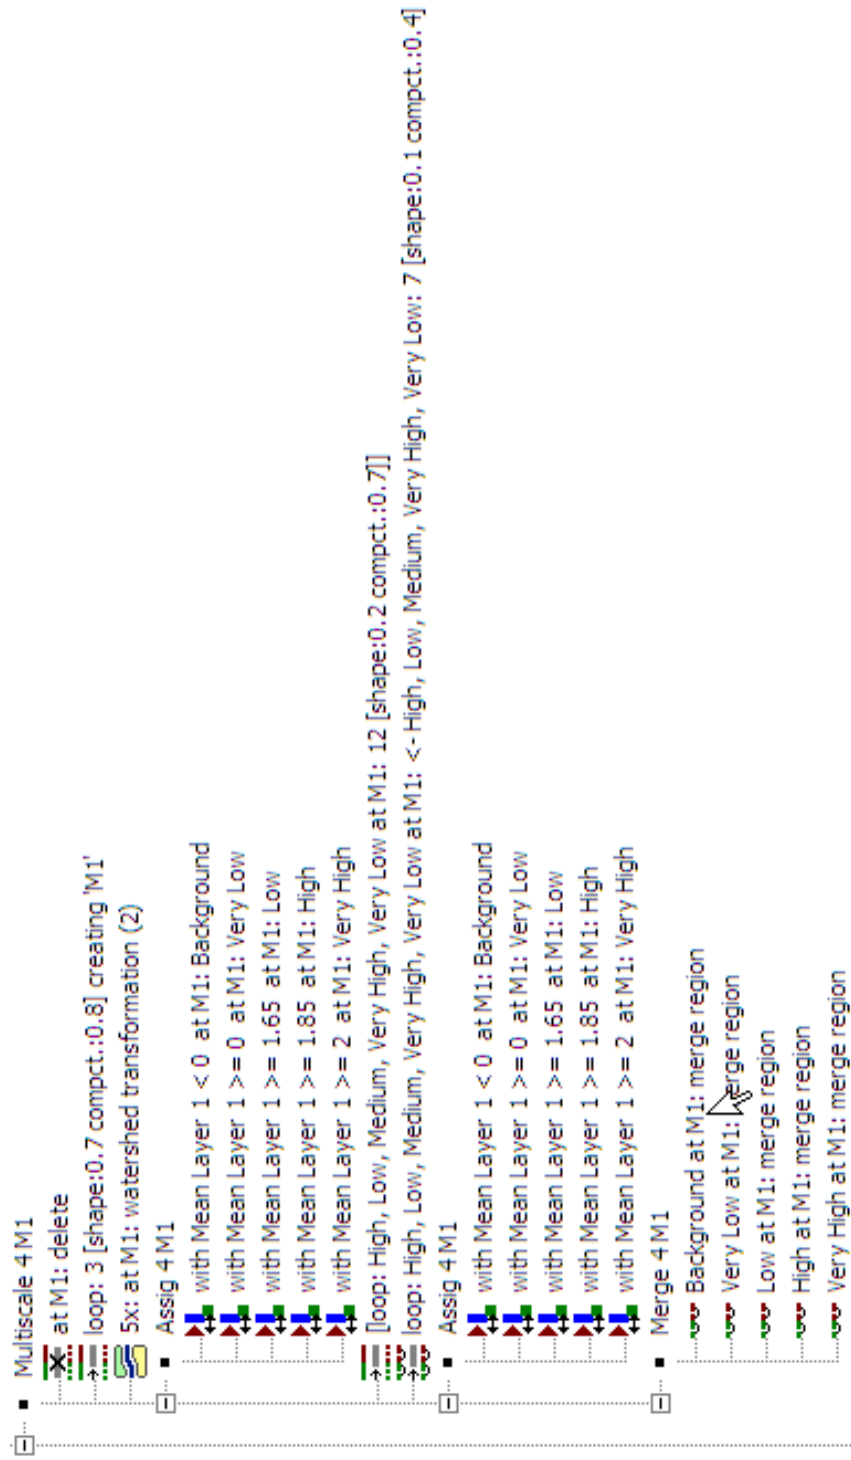 Multiscale 4 M1
at M1: delete
loop: 3 [shape:0.7 compct.:0.8] creating 'M1'
5x: at M1: watershed transformation (2)
Assig 4 M1
with Mean Layer 1 < 0 at M1: Background
with Mean Layer 1 >= 0 at M1: Very Low
with Mean Layer 1 >= 1.65 at M1: Low
with Mean Layer 1 >= 1.85 at M1: High
with Mean Layer 1 >= 2 at M1: Very High
[loop: High, Low, Medium, Very High, Very Low at M1: 12 [shape:0.2 compct.:0.7]]
loop: High, Low, Medium, Very High, Very Low at M1: <- High, Low, Medium, Very High, Very Low: 7 [shape:0.1 compct.:0.4]
Assig 4 M1
with Mean Layer 1 < 0 at M1: Background
with Mean Layer 1 >= 0 at M1: Very Low
with Mean Layer 1 >= 1.65 at M1: Low
with Mean Layer 1 >= 1.85 at M1: High
with Mean Layer 1 >= 2 at M1: Very High
Merge 4 M1
Background at M1: merge region
Very Low at M1: merge region
Low at M1: merge region
High at M1: merge region
Very High at M1: merge region